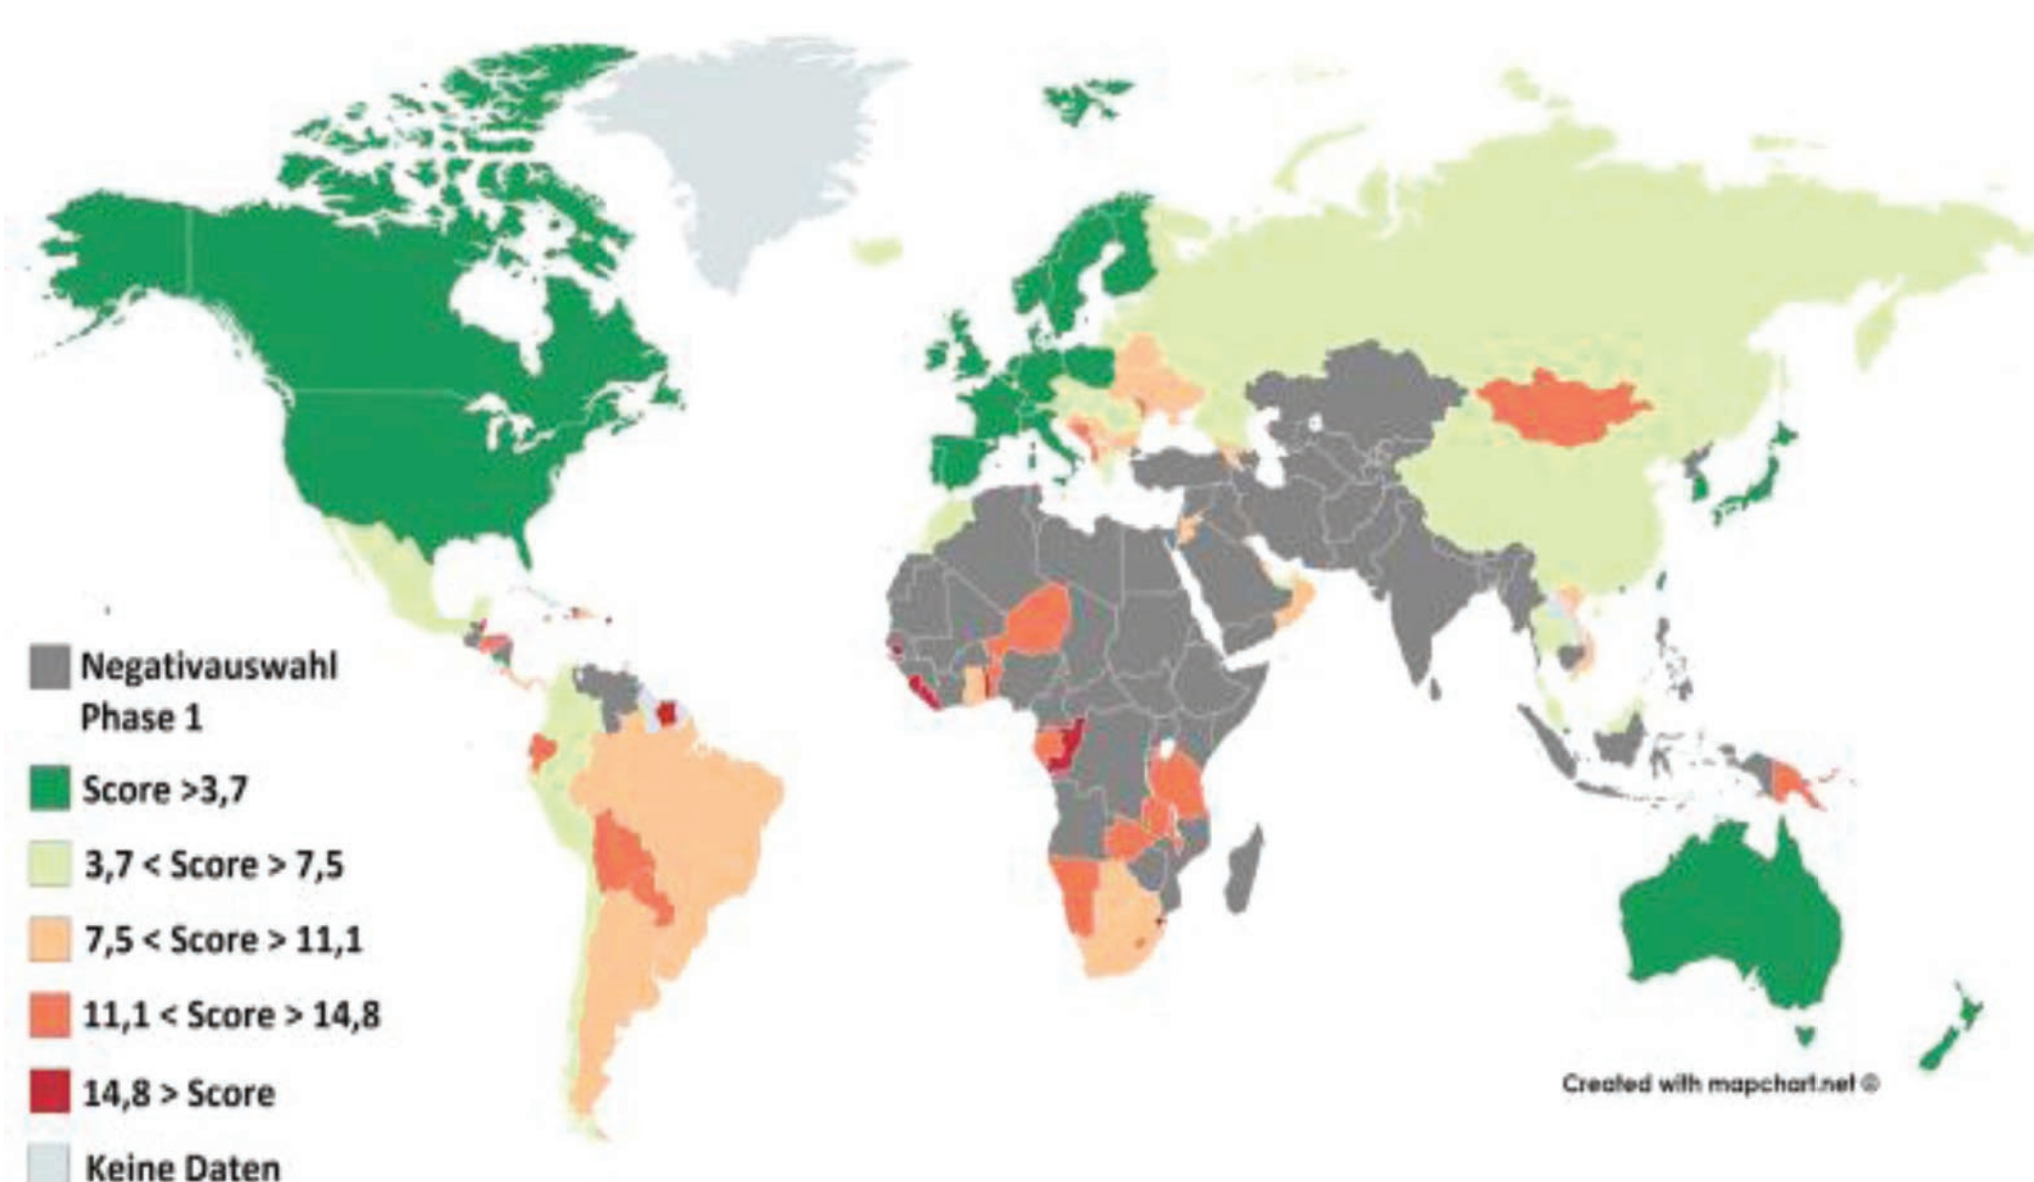 Negativauswahl
Phase 1
Score >3,7
3,7 < Score > 7,5
7,5 < Score > 11,1
11,1 < Score > 14,8
14,8 > Score
Keine Daten
Created with mapchart.net ©